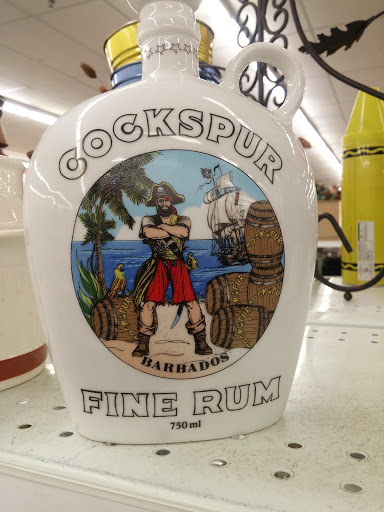 COCKSPUR
BARBADOS
FINE RUM
750 ml